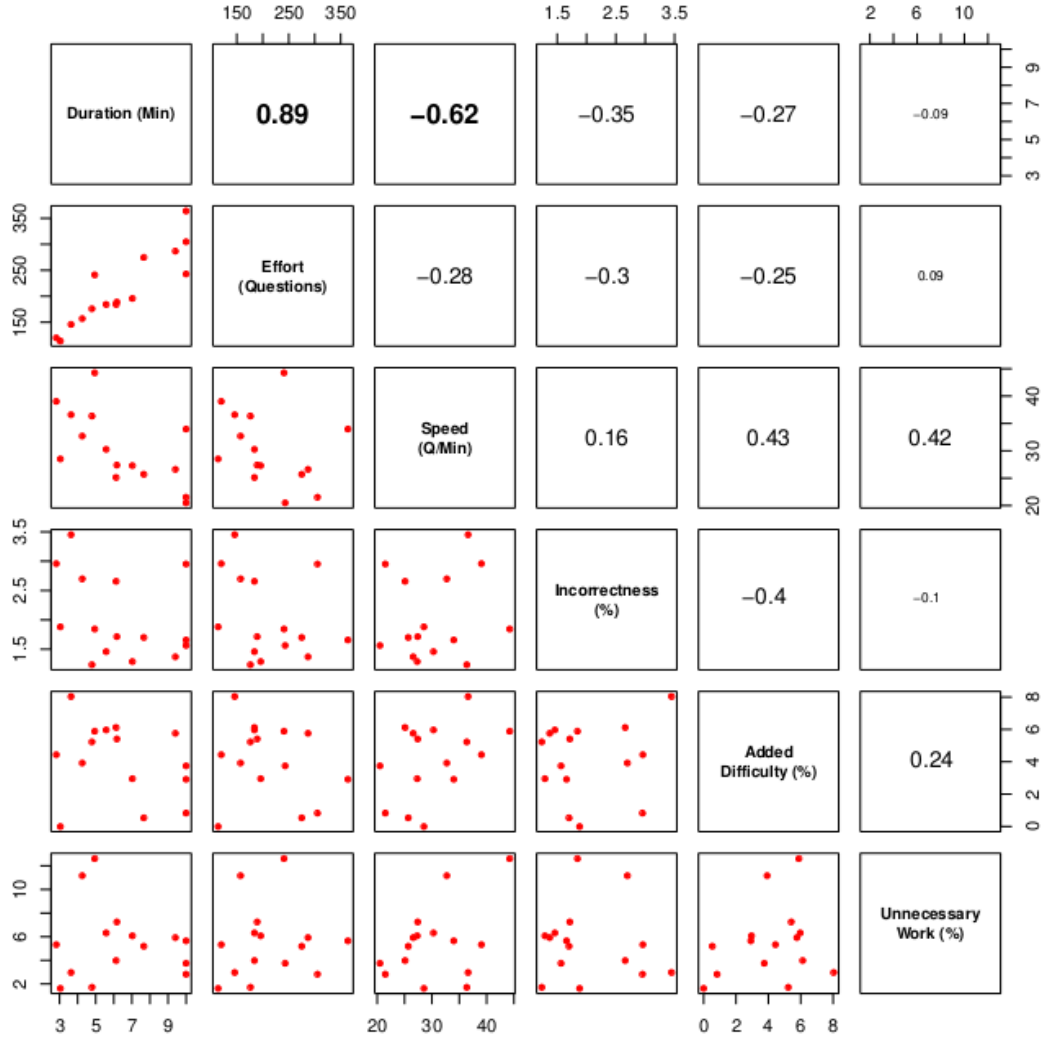 150 250 350 1.5 2.5 3.5 2 6 10
Duration (Min) 0.89 −0.62 −0.35 −0.27 −0.09
3 5 7 9
150 250 350
Effort
(Questions)
−0.28 −0.3 −0.25 0.09
Speed
(Q/Min)
0.16 0.43 0.42
20 30 40
1.5 2.5 3.5
Incorrectness
(%)
−0.4 −0.1
Added
Difficulty (%)
0.24
0 2 4 6 8
2 6 10
Unnecessary
Work (%)
3 5 7 9 20 30 40 0 2 4 6 8